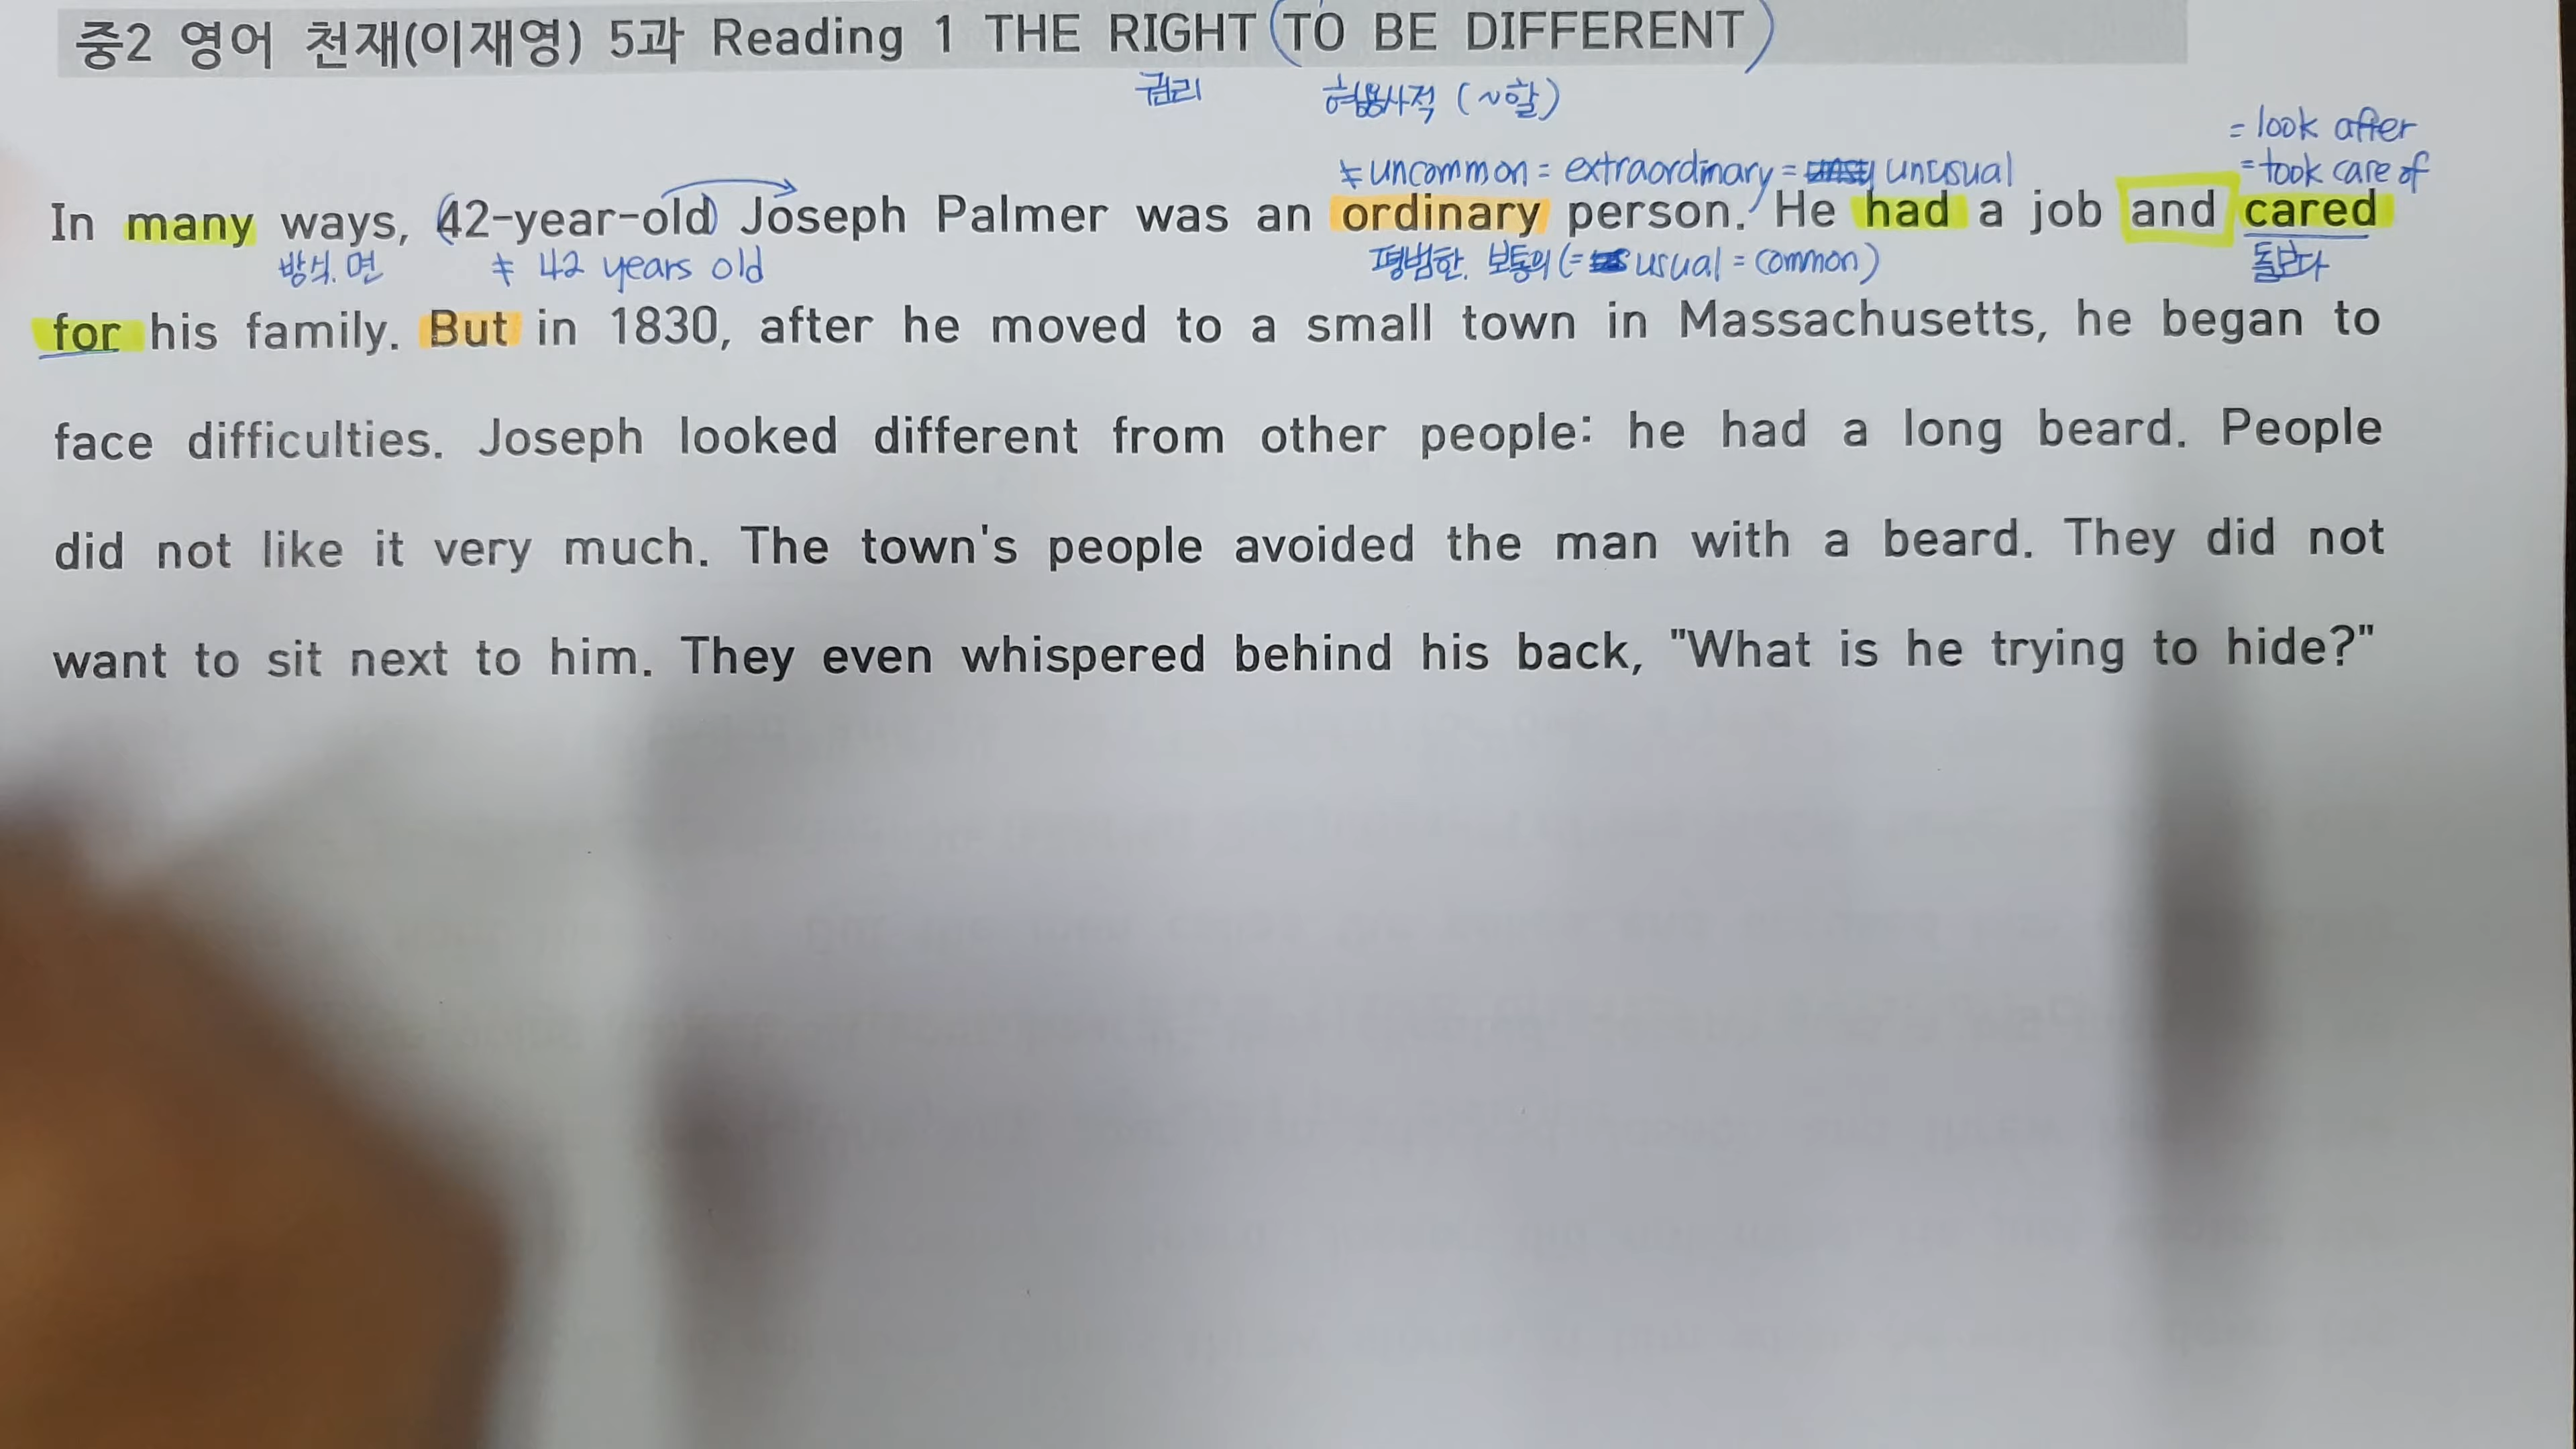 중2 영어 천재(이재영) 5과 Reading 1 THE RIGHT (TO BE DIFFERENT)
권리 형용사적 (~할)
= look after
≠ uncommon = extraordinary = unusual = took care of
In many ways, (42-year-old) Joseph Palmer was an ordinary person. He had a job and cared
방식. 면 ≠ 42 years old 평범한. 보통의 (= usual = common) 돌보다
for his family. But in 1830, after he moved to a small town in Massachusetts, he began to
face difficulties. Joseph looked different from other people: he had a long beard. People
did not like it very much. The town's people avoided the man with a beard. They did not
want to sit next to him. They even whispered behind his back, "What is he trying to hide?"